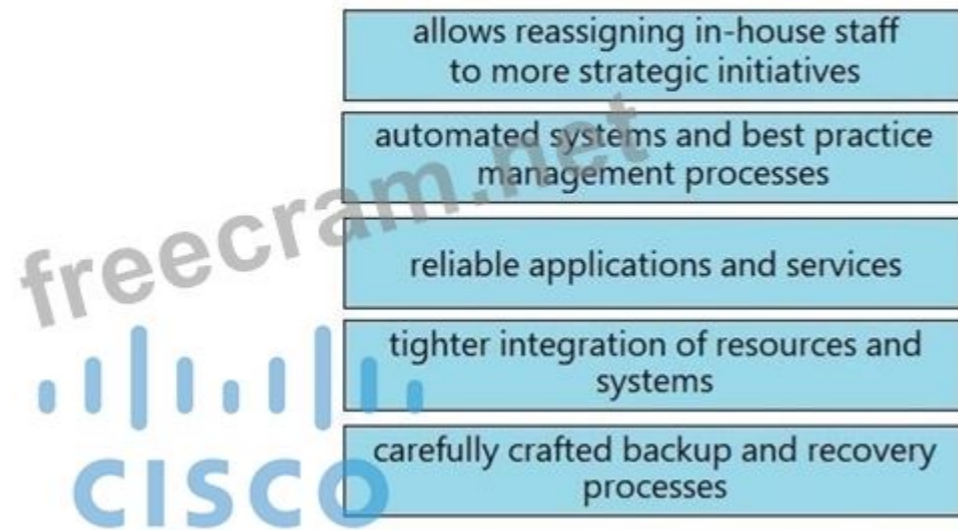 allows reassigning in-house staff
to more strategic initiatives
automated systems and best practice
management processes
freecram.net
reliable applications and services
tighter integration of resources and
systems
carefully crafted backup and recovery
processes
CISCO